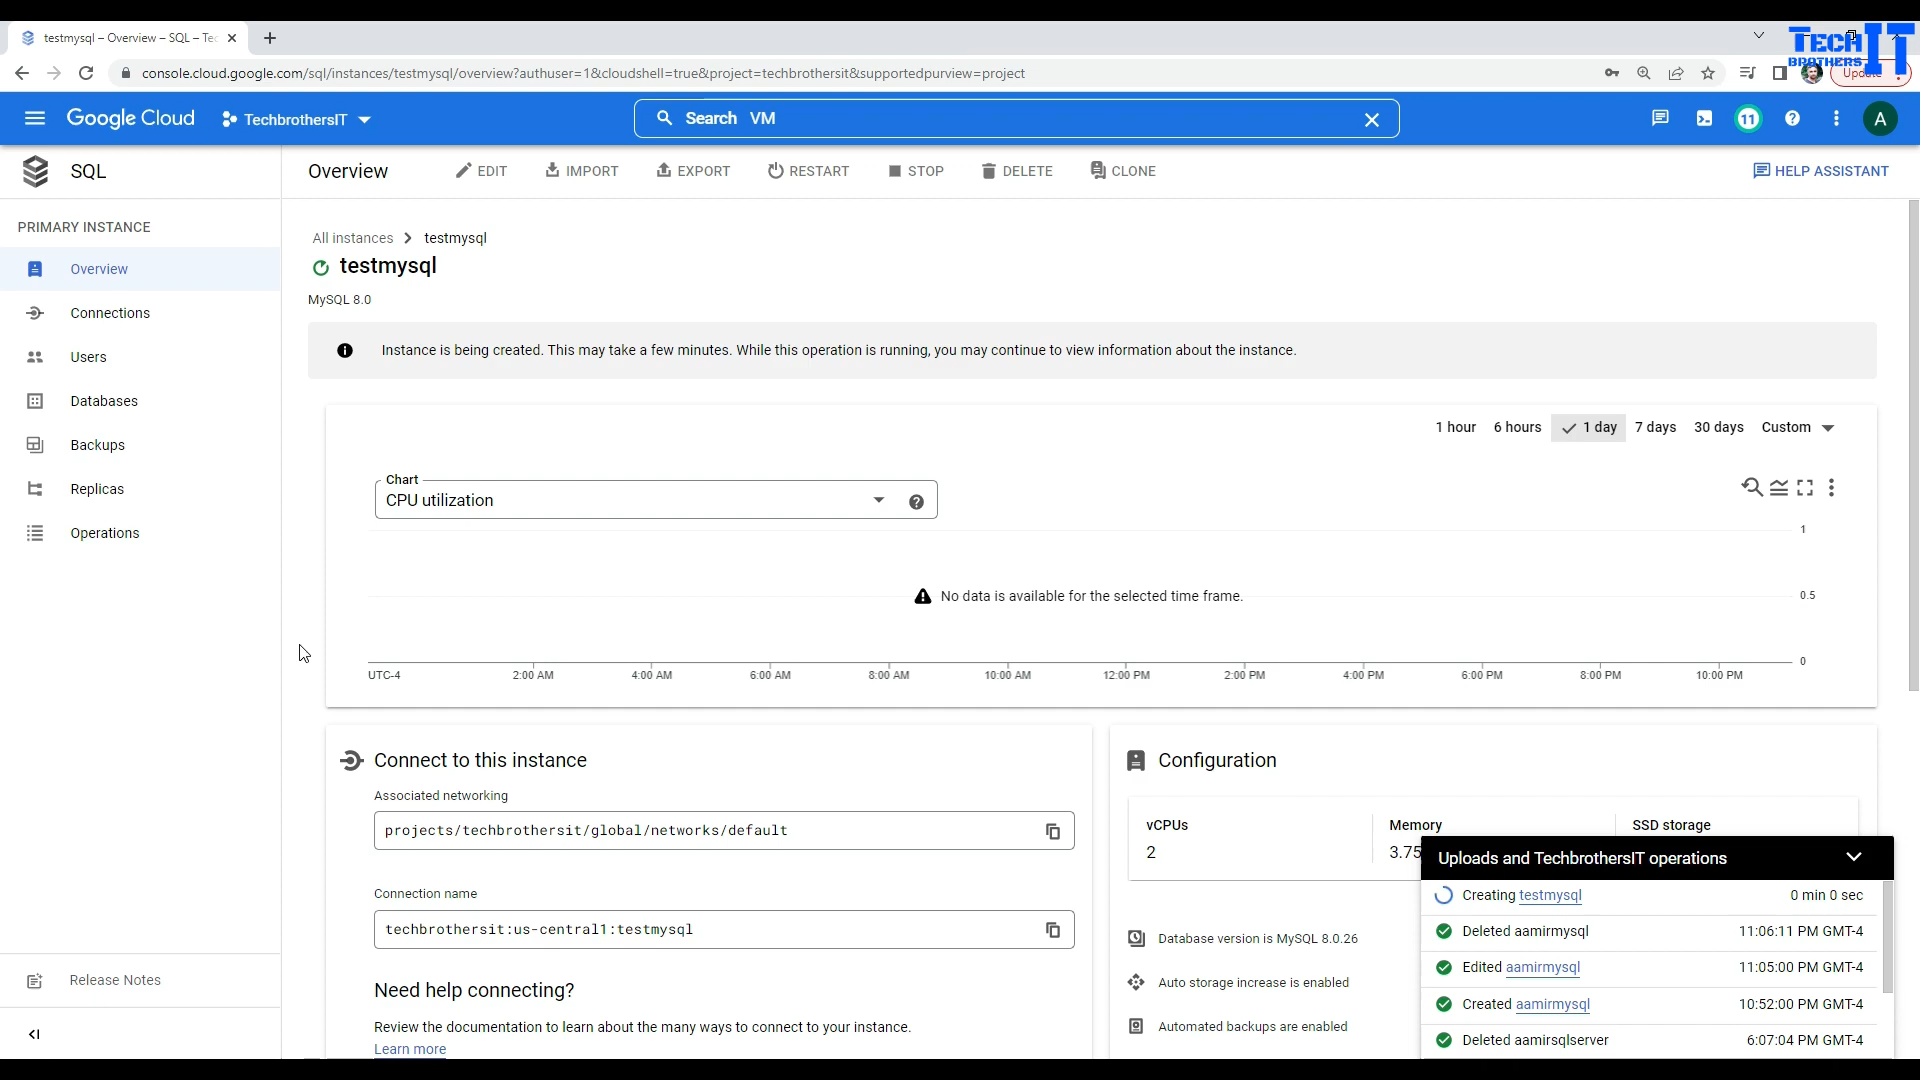 testmysql – Overview – SQL – Tec
TECH IT
BROTHERS
console.cloud.google.com/sql/instances/testmysql/overview?authuser=1&cloudshell=true&project=techbrothersit&supportedpurview=project
Update
Google Cloud
TechbrothersIT
Search VM
11
A
SQL
Overview
EDIT
IMPORT
EXPORT
RESTART
STOP
DELETE
CLONE
HELP ASSISTANT
PRIMARY INSTANCE
Overview
Connections
Users
Databases
Backups
Replicas
Operations
Release Notes
All instances > testmysql
testmysql
MySQL 8.0
Instance is being created. This may take a few minutes. While this operation is running, you may continue to view information about the instance.
1 hour
6 hours
1 day
7 days
30 days
Custom
Chart
CPU utilization
1
No data is available for the selected time frame.
0.5
0
UTC-4
2:00 AM
4:00 AM
6:00 AM
8:00 AM
10:00 AM
12:00 PM
2:00 PM
4:00 PM
6:00 PM
8:00 PM
10:00 PM
Connect to this instance
Associated networking
projects/techbrothersit/global/networks/default
Connection name
techbrothersit:us-central1:testmysql
Need help connecting?
Review the documentation to learn about the many ways to connect to your instance.
Learn more
Configuration
vCPUs
2
Memory
3.75
SSD storage
Database version is MySQL 8.0.26
Auto storage increase is enabled
Automated backups are enabled
Uploads and TechbrothersIT operations
Creating testmysql 0 min 0 sec
Deleted aamirmysql 11:06:11 PM GMT-4
Edited aamirmysql 11:05:00 PM GMT-4
Created aamirmysql 10:52:00 PM GMT-4
Deleted aamirsqlserver 6:07:04 PM GMT-4